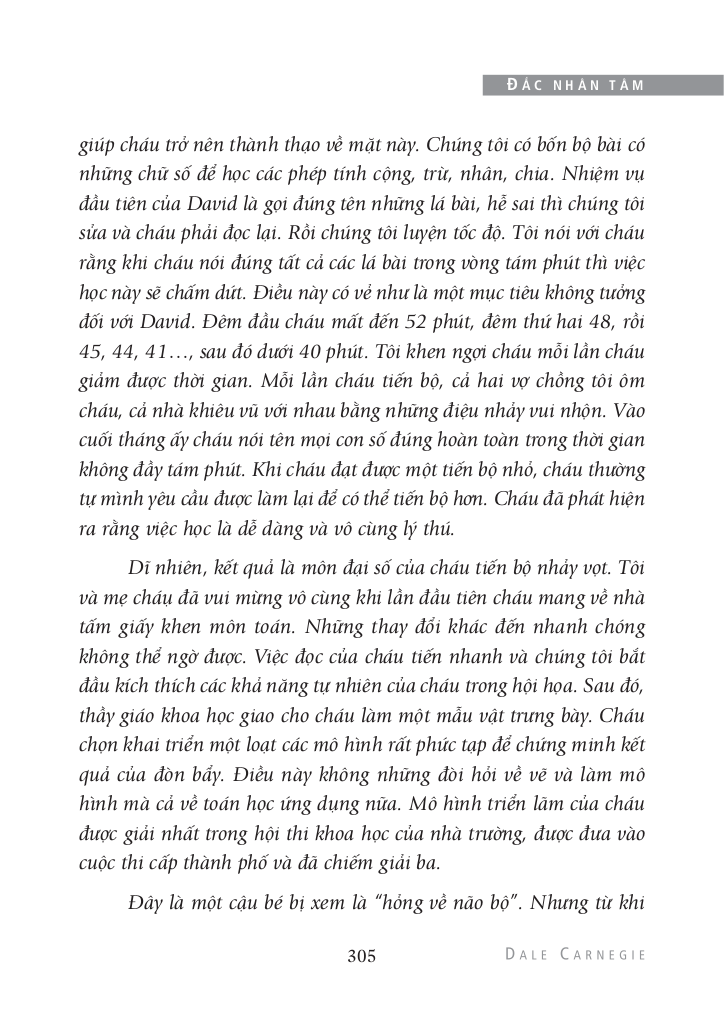 ĐẮC NHÂN TÂM
giúp cháu trở nên thành thạo về mặt này. Chúng tôi có bốn bộ bài có
những chữ số để học các phép tính cộng, trừ, nhân, chia. Nhiệm vụ
đầu tiên của David là gọi đúng tên những lá bài, hễ sai thì chúng tôi
sửa và cháu phải đọc lại. Rồi chúng tôi luyện tốc độ. Tôi nói với cháu
rằng khi cháu nói đúng tất cả các lá bài trong vòng tám phút thì việc
học này sẽ chấm dứt. Điều này có vẻ như là một mục tiêu không tưởng
đối với David. Đêm đầu cháu mất đến 52 phút, đêm thứ hai 48, rồi
45, 44, 41…, sau đó dưới 40 phút. Tôi khen ngợi cháu mỗi lần cháu
giảm được thời gian. Mỗi lần cháu tiến bộ, cả hai vợ chồng tôi ôm
cháu, cả nhà khiêu vũ với nhau bằng những điệu nhảy vui nhộn. Vào
cuối tháng ấy cháu nói tên mọi con số đúng hoàn toàn trong thời gian
không đầy tám phút. Khi cháu đạt được một tiến bộ nhỏ, cháu thường
tự mình yêu cầu được làm lại để có thể tiến bộ hơn. Cháu đã phát hiện
ra rằng việc học là dễ dàng và vô cùng lý thú.
Dĩ nhiên, kết quả là môn đại số của cháu tiến bộ nhảy vọt. Tôi
và mẹ cháụ đã vui mừng vô cùng khi lần đầu tiên cháu mang về nhà
tấm giấy khen môn toán. Những thay đổi khác đến nhanh chóng
không thể ngờ được. Việc đọc của cháu tiến nhanh và chúng tôi bắt
đầu kích thích các khả năng tự nhiên của cháu trong hội họa. Sau đó,
thầy giáo khoa học giao cho cháu làm một mẫu vật trưng bày. Cháu
chọn khai triển một loạt các mô hình rất phức tạp để chứng minh kết
quả của đòn bẩy. Điều này không những đòi hỏi về vẽ và làm mô
hình mà cả về toán học ứng dụng nữa. Mô hình triển lãm của cháu
được giải nhất trong hội thi khoa học của nhà trường, được đưa vào
cuộc thi cấp thành phố và đã chiếm giải ba.
Đây là một cậu bé bị xem là “hỏng về não bộ”. Nhưng từ khi
305
DALE CARNEGIE